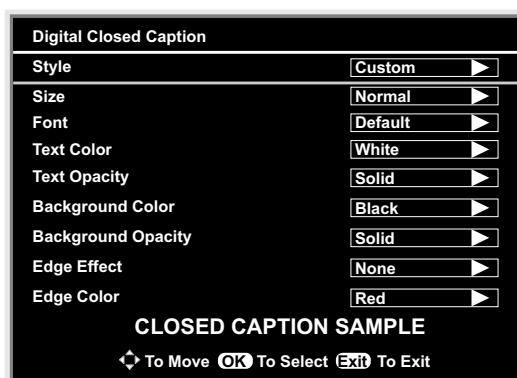 Digital Closed Caption
Style Custom
Size Normal
Font Default
Text Color White
Text Opacity Solid
Background Color Black
Background Opacity Solid
Edge Effect None
Edge Color Red
CLOSED CAPTION SAMPLE
To Move OK To Select Exit To Exit